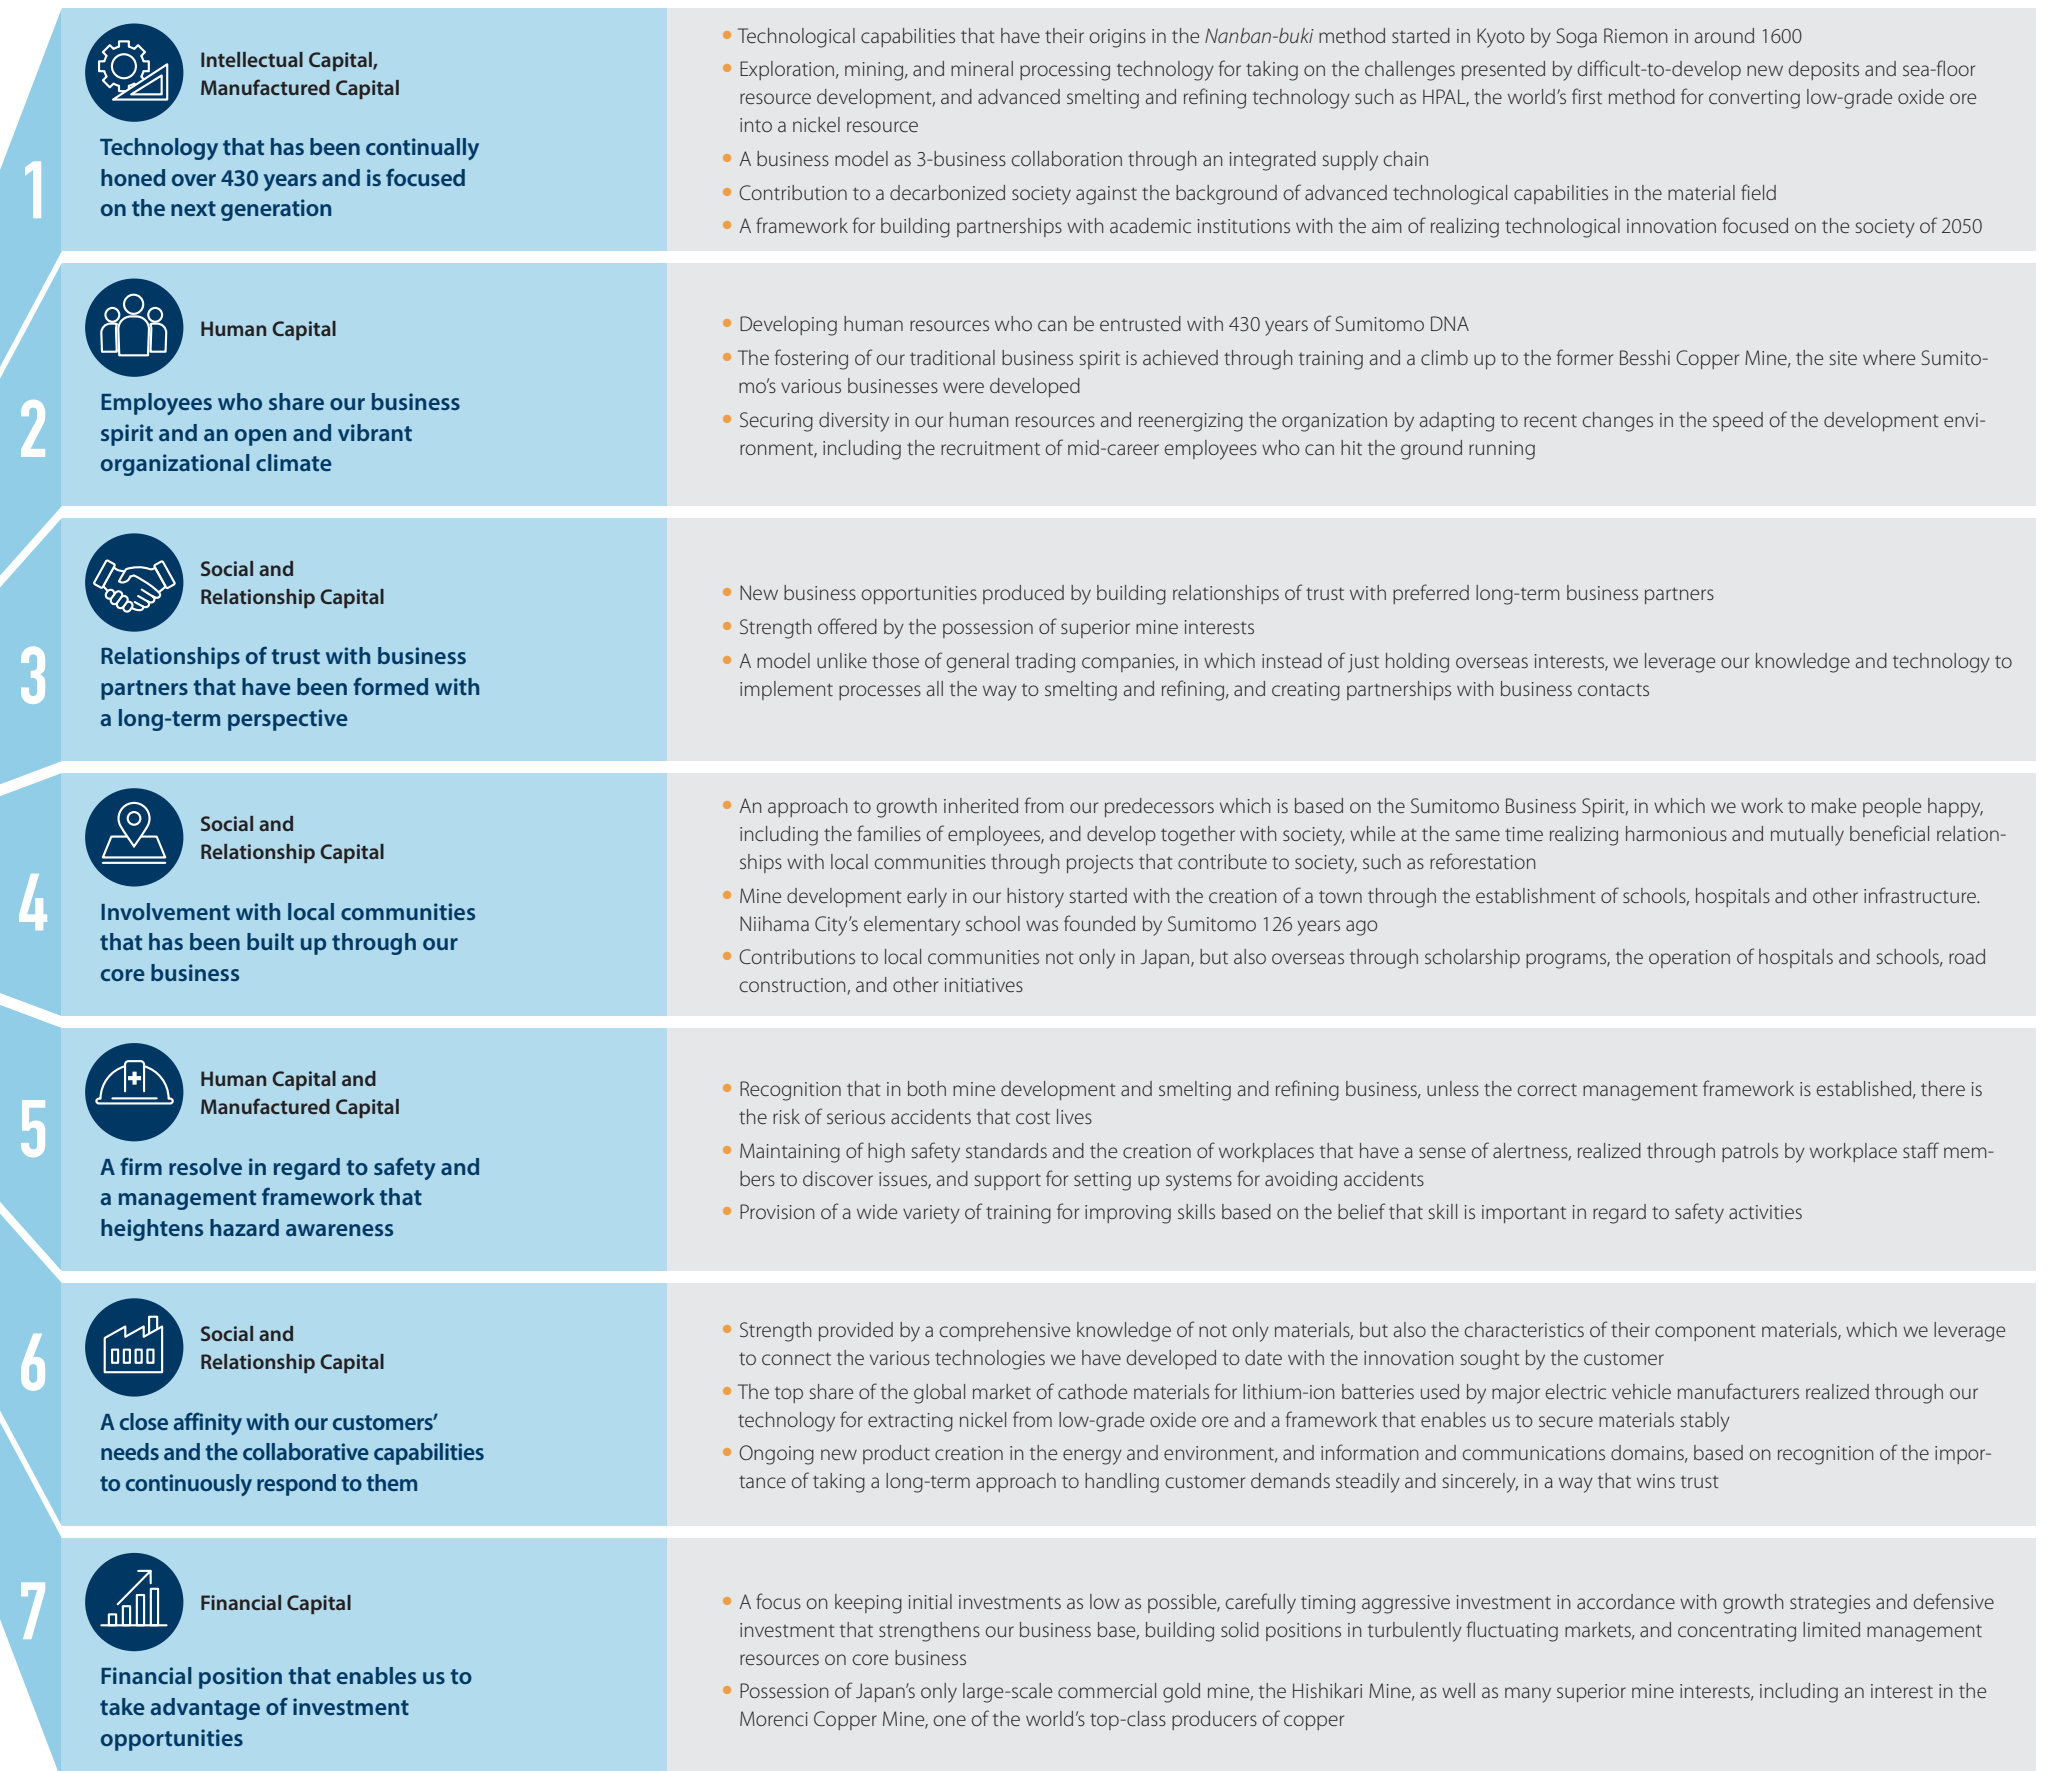 1
Intellectual Capital,
Manufactured Capital
Technology that has been continually
honed over 430 years and is focused
on the next generation
• Technological capabilities that have their origins in the Nanban-buki method started in Kyoto by Soga Riemon in around 1600
• Exploration, mining, and mineral processing technology for taking on the challenges presented by difficult-to-develop new deposits and sea-floor
resource development, and advanced smelting and refining technology such as HPAL, the world's first method for converting low-grade oxide ore
into a nickel resource
• A business model as 3-business collaboration through an integrated supply chain
• Contribution to a decarbonized society against the background of advanced technological capabilities in the material field
• A framework for building partnerships with academic institutions with the aim of realizing technological innovation focused on the society of 2050
2
Human Capital
Employees who share our business
spirit and an open and vibrant
organizational climate
• Developing human resources who can be entrusted with 430 years of Sumitomo DNA
• The fostering of our traditional business spirit is achieved through training and a climb up to the former Besshi Copper Mine, the site where Sumito-
mo's various businesses were developed
• Securing diversity in our human resources and reenergizing the organization by adapting to recent changes in the speed of the development envi-
ronment, including the recruitment of mid-career employees who can hit the ground running
3
Social and
Relationship Capital
Relationships of trust with business
partners that have been formed with
a long-term perspective
• New business opportunities produced by building relationships of trust with preferred long-term business partners
• Strength offered by the possession of superior mine interests
• A model unlike those of general trading companies, in which instead of just holding overseas interests, we leverage our knowledge and technology to
implement processes all the way to smelting and refining, and creating partnerships with business contacts
4
Social and
Relationship Capital
Involvement with local communities
that has been built up through our
core business
• An approach to growth inherited from our predecessors which is based on the Sumitomo Business Spirit, in which we work to make people happy,
including the families of employees, and develop together with society, while at the same time realizing harmonious and mutually beneficial relation-
ships with local communities through projects that contribute to society, such as reforestation
• Mine development early in our history started with the creation of a town through the establishment of schools, hospitals and other infrastructure.
Niihama City's elementary school was founded by Sumitomo 126 years ago
• Contributions to local communities not only in Japan, but also overseas through scholarship programs, the operation of hospitals and schools, road
construction, and other initiatives
5
Human Capital and
Manufactured Capital
A firm resolve in regard to safety and
a management framework that
heightens hazard awareness
• Recognition that in both mine development and smelting and refining business, unless the correct management framework is established, there is
the risk of serious accidents that cost lives
• Maintaining of high safety standards and the creation of workplaces that have a sense of alertness, realized through patrols by workplace staff mem-
bers to discover issues, and support for setting up systems for avoiding accidents
• Provision of a wide variety of training for improving skills based on the belief that skill is important in regard to safety activities
6
Social and
Relationship Capital
A close affinity with our customers'
needs and the collaborative capabilities
to continuously respond to them
• Strength provided by a comprehensive knowledge of not only materials, but also the characteristics of their component materials, which we leverage
to connect the various technologies we have developed to date with the innovation sought by the customer
• The top share of the global market of cathode materials for lithium-ion batteries used by major electric vehicle manufacturers realized through our
technology for extracting nickel from low-grade oxide ore and a framework that enables us to secure materials stably
• Ongoing new product creation in the energy and environment, and information and communications domains, based on recognition of the impor-
tance of taking a long-term approach to handling customer demands steadily and sincerely, in a way that wins trust
7
Financial Capital
Financial position that enables us to
take advantage of investment
opportunities
• A focus on keeping initial investments as low as possible, carefully timing aggressive investment in accordance with growth strategies and defensive
investment that strengthens our business base, building solid positions in turbulently fluctuating markets, and concentrating limited management
resources on core business
• Possession of Japan's only large-scale commercial gold mine, the Hishikari Mine, as well as many superior mine interests, including an interest in the
Morenci Copper Mine, one of the world's top-class producers of copper